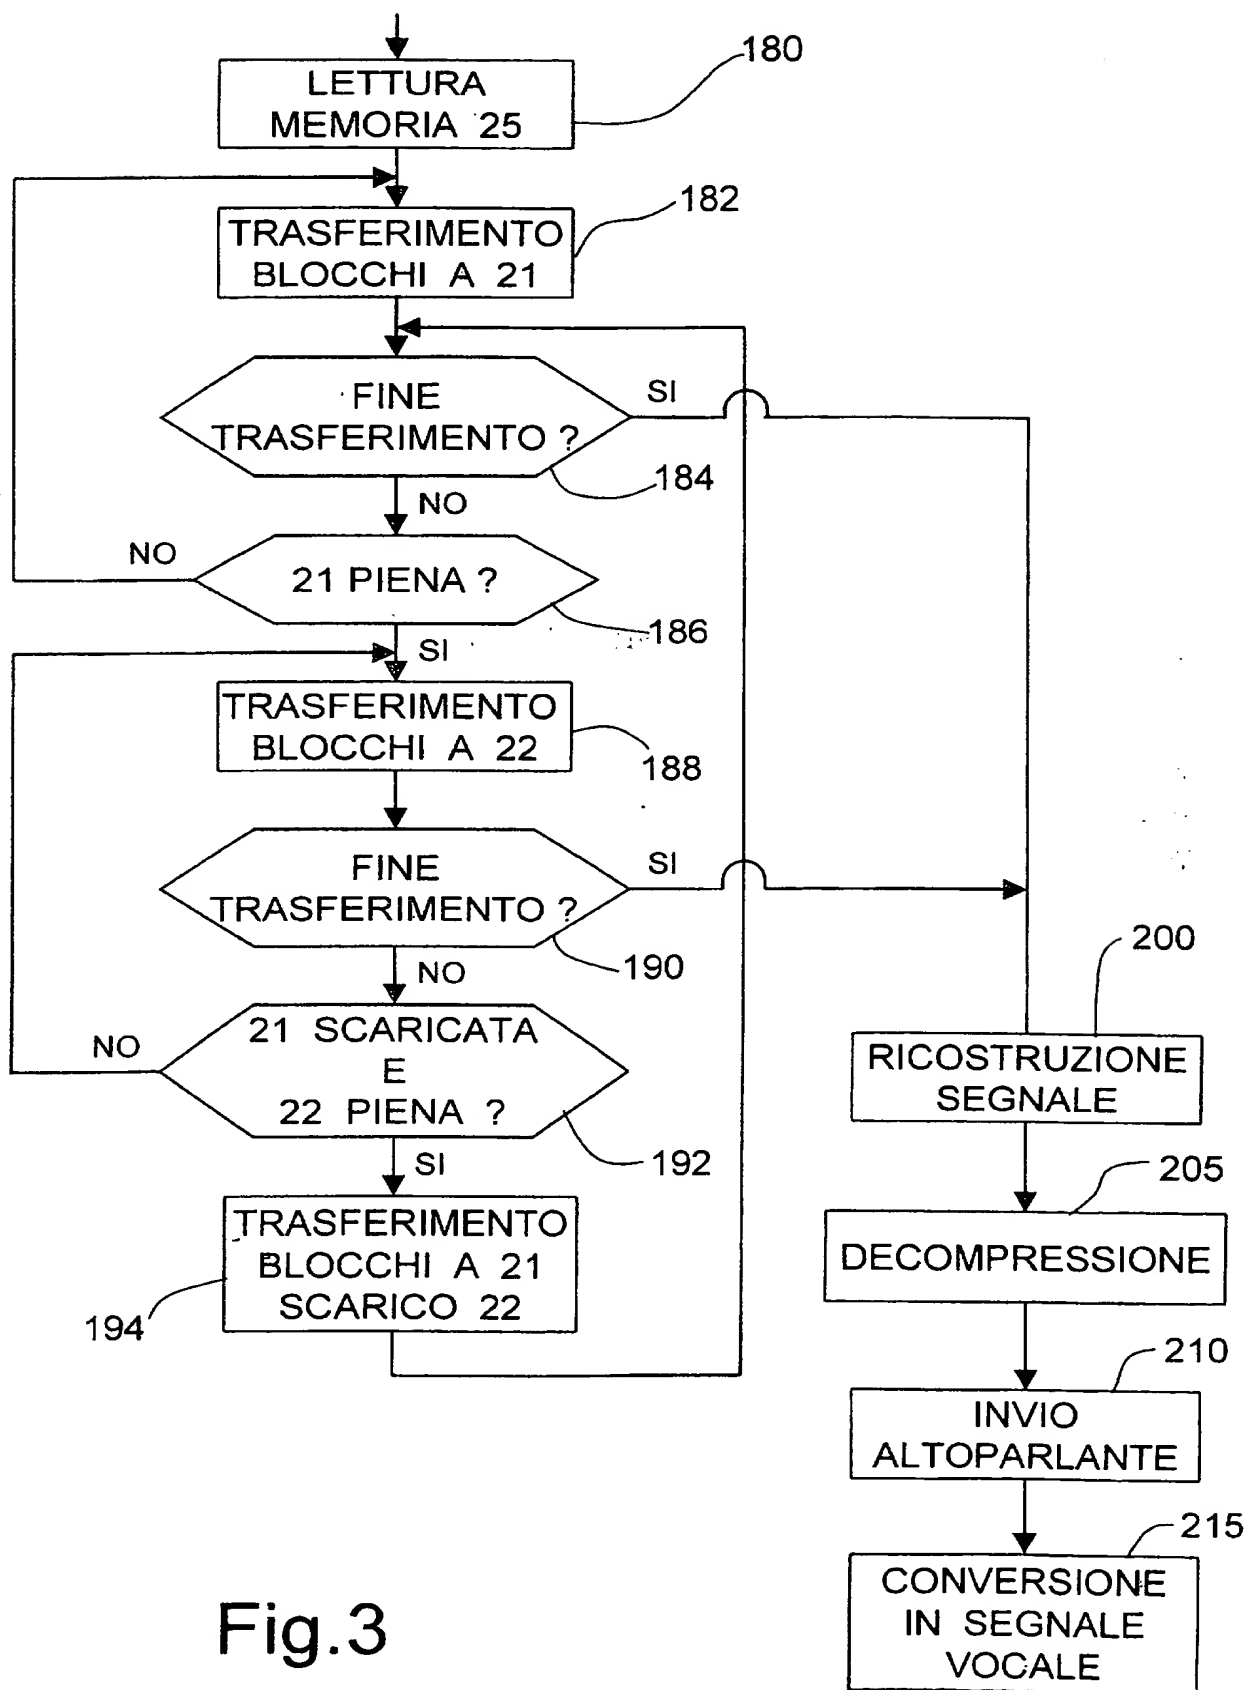 180
LETTURA
MEMORIA 25
182
TRASFERIMENTO
BLOCCHI A 21
FINE
TRASFERIMENTO ?
SI
184
NO
NO
21 PIENA ?
186
SI
TRASFERIMENTO
BLOCCHI A 22
188
FINE
TRASFERIMENTO ?
SI
190
NO
NO
21 SCARICATA
E
22 PIENA ?
192
SI
TRASFERIMENTO
BLOCCHI A 21
SCARICO 22
194
200
RICOSTRUZIONE
SEGNALE
205
DECOMPRESSIONE
210
INVIO
ALTOPARLANTE
215
CONVERSIONE
IN SEGNALE
VOCALE
Fig.3